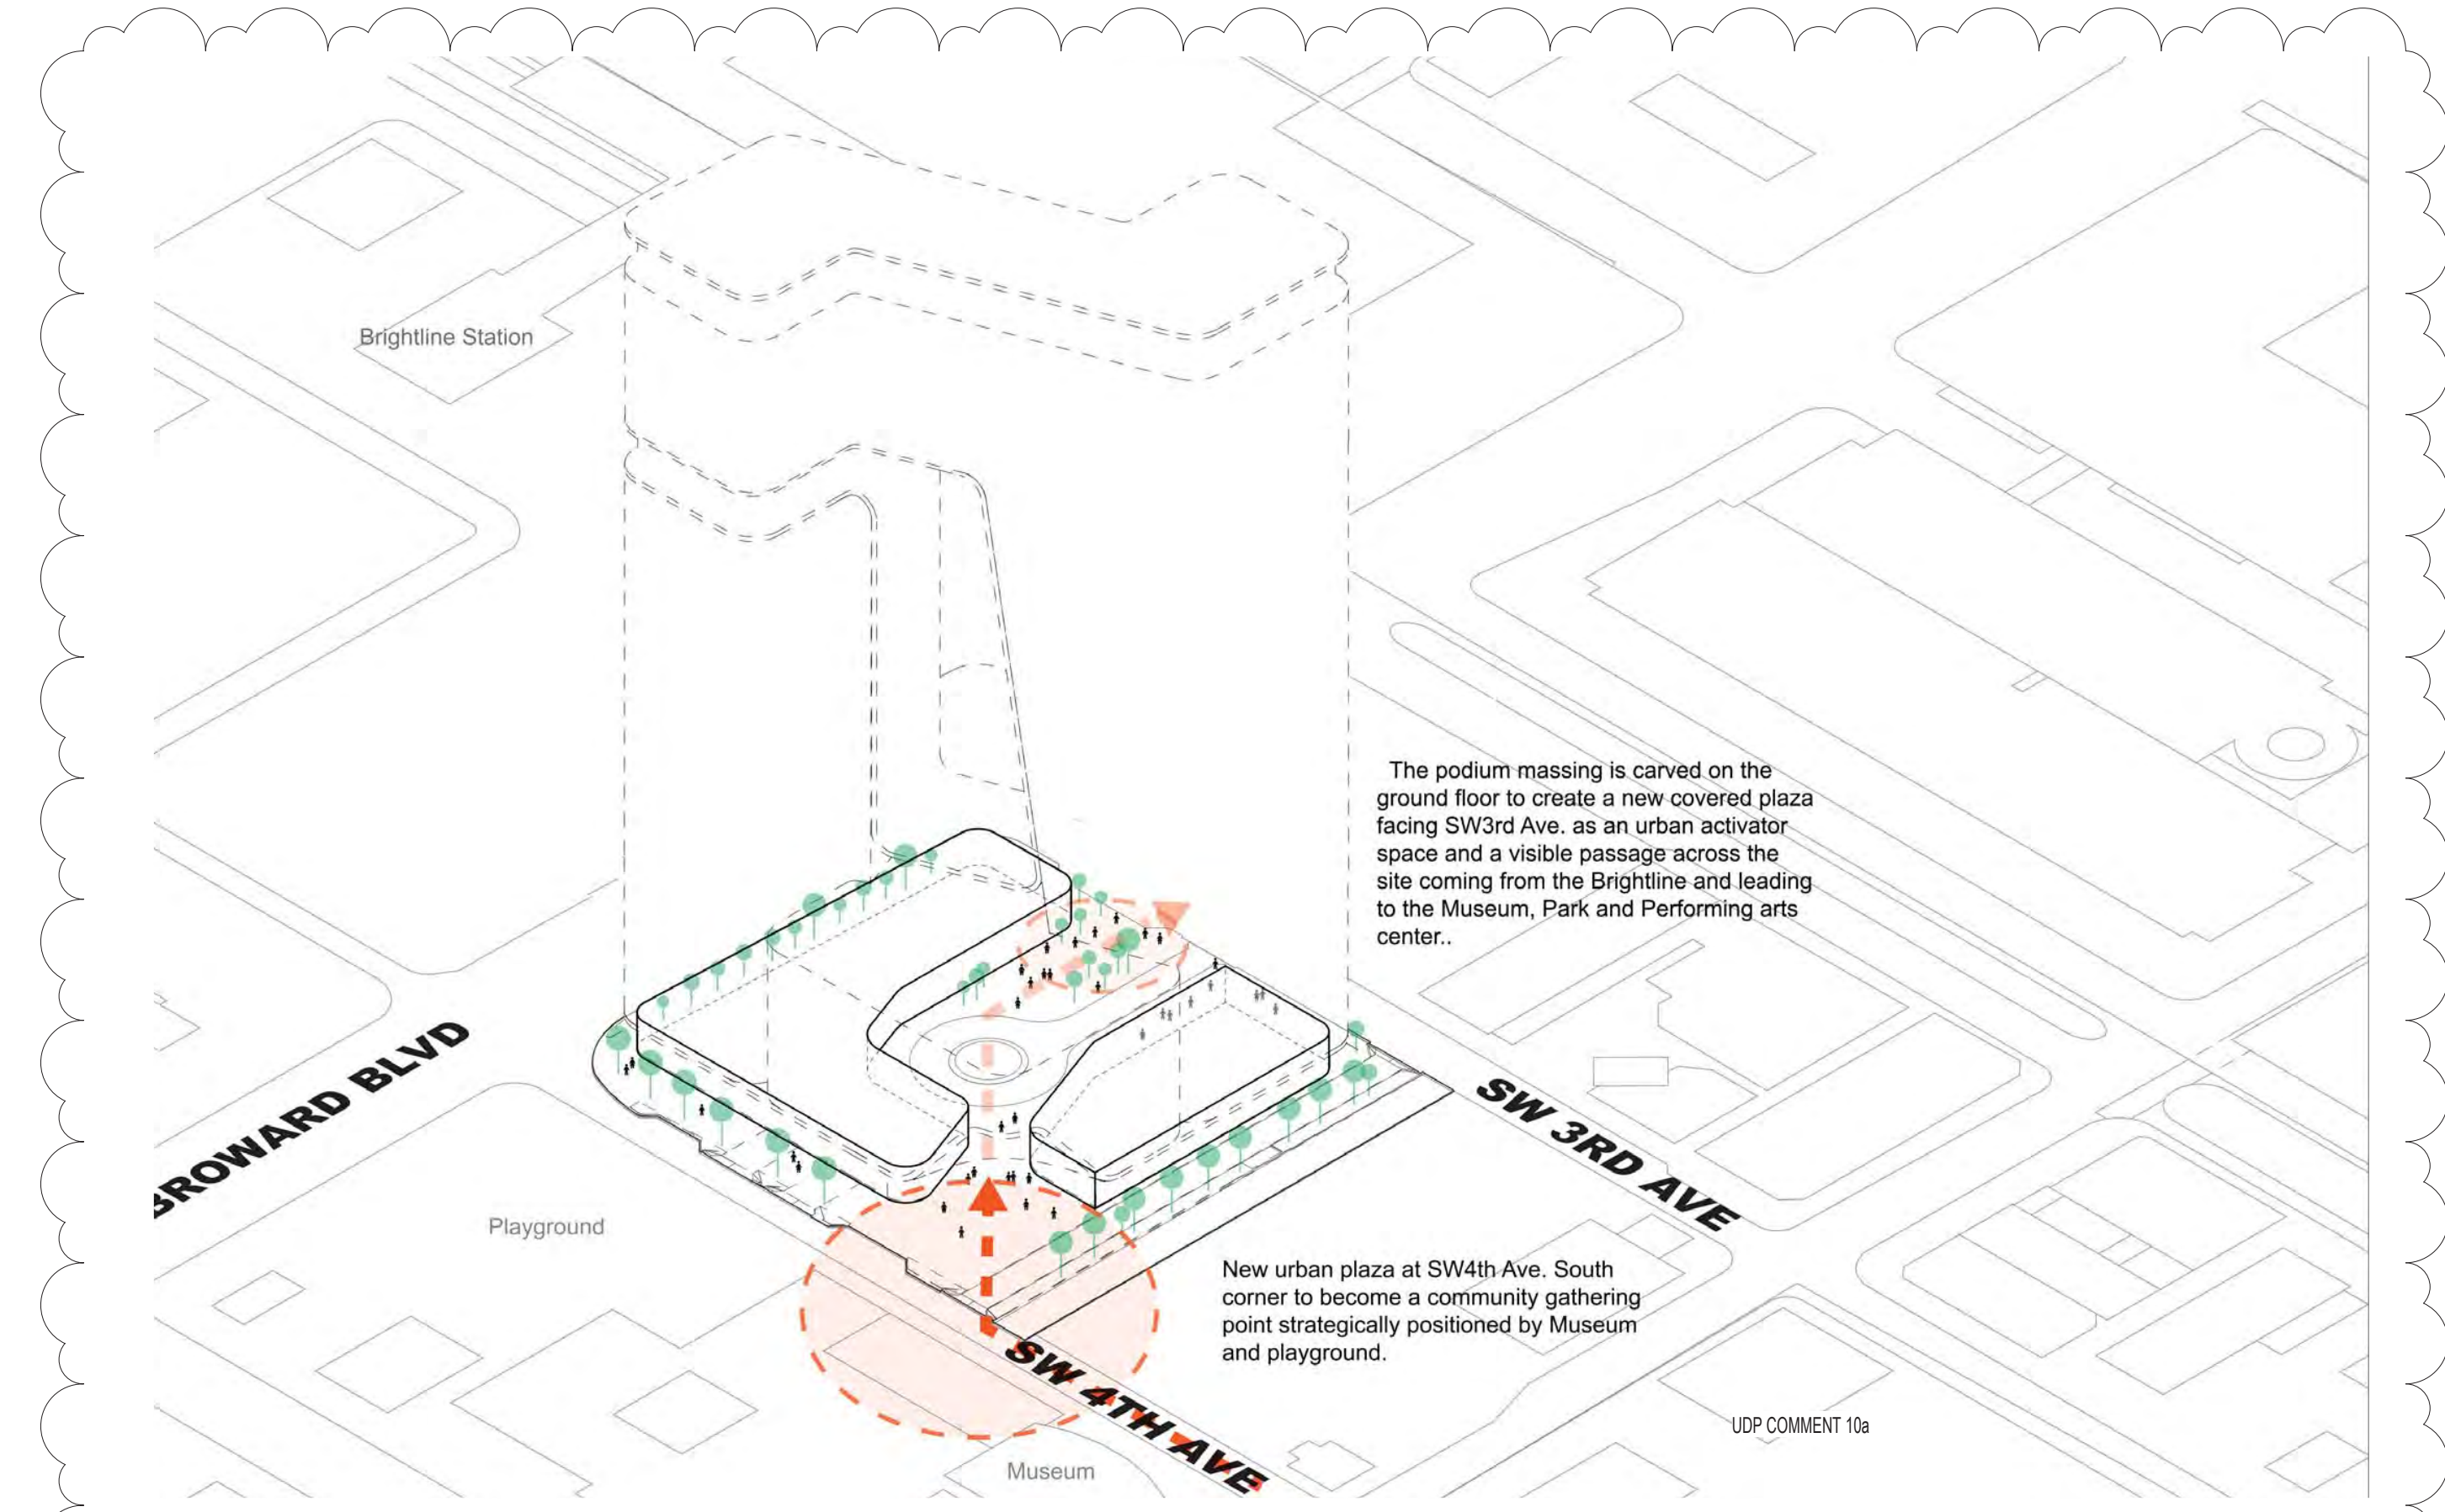 Brightline Station
The podium massing is carved on the
ground floor to create a new covered plaza
facing SW3rd Ave. as an urban activator
space and a visible passage across the
site coming from the Brightline and leading
to the Museum, Park and Performing arts
center..
BROWARD BLVD
SW 3RD AVE
Playground
New urban plaza at SW4th Ave. South
corner to become a community gathering
point strategically positioned by Museum
and playground.
SW 4TH AVE
UDP COMMENT 10a
Museum